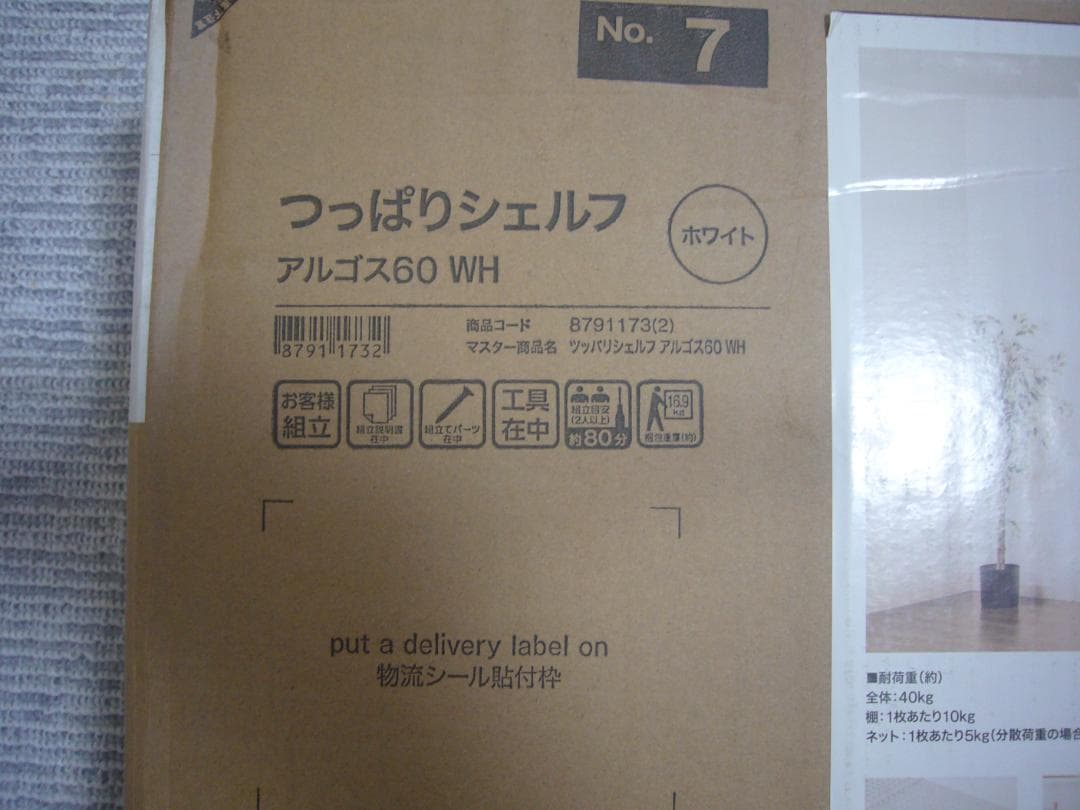 No. 7
つっぱりシェルフ
ホワイト
アルゴス60 WH
商品コード 8791173(2)
87911732
マスター商品名 ツッパリシェルフ アルゴス60 WH
お客様
組立
組立説明書
在中
組立てパーツ
在中
工具
在中
組立目安
(2人以上)
約80分
16.9
kg
梱包重量(約)
put a delivery label on
物流シール貼付枠
■耐荷重(約)
全体:40kg
棚:1枚あたり10kg
ネット:1枚あたり5kg(分散荷重の場合